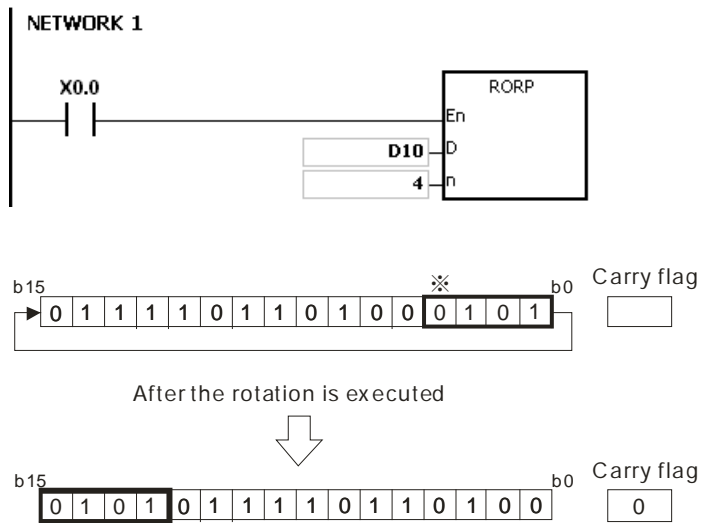 NETWORK 1
X0.0
RORP
En
D10 D
4 n
※
b15 b0 Carry flag
0 1 1 1 1 0 1 1 0 1 0 0 0 1 0 1
After the rotation is executed
b15 b0 Carry flag
0 1 0 1 0 1 1 1 1 0 1 1 0 1 0 0 0